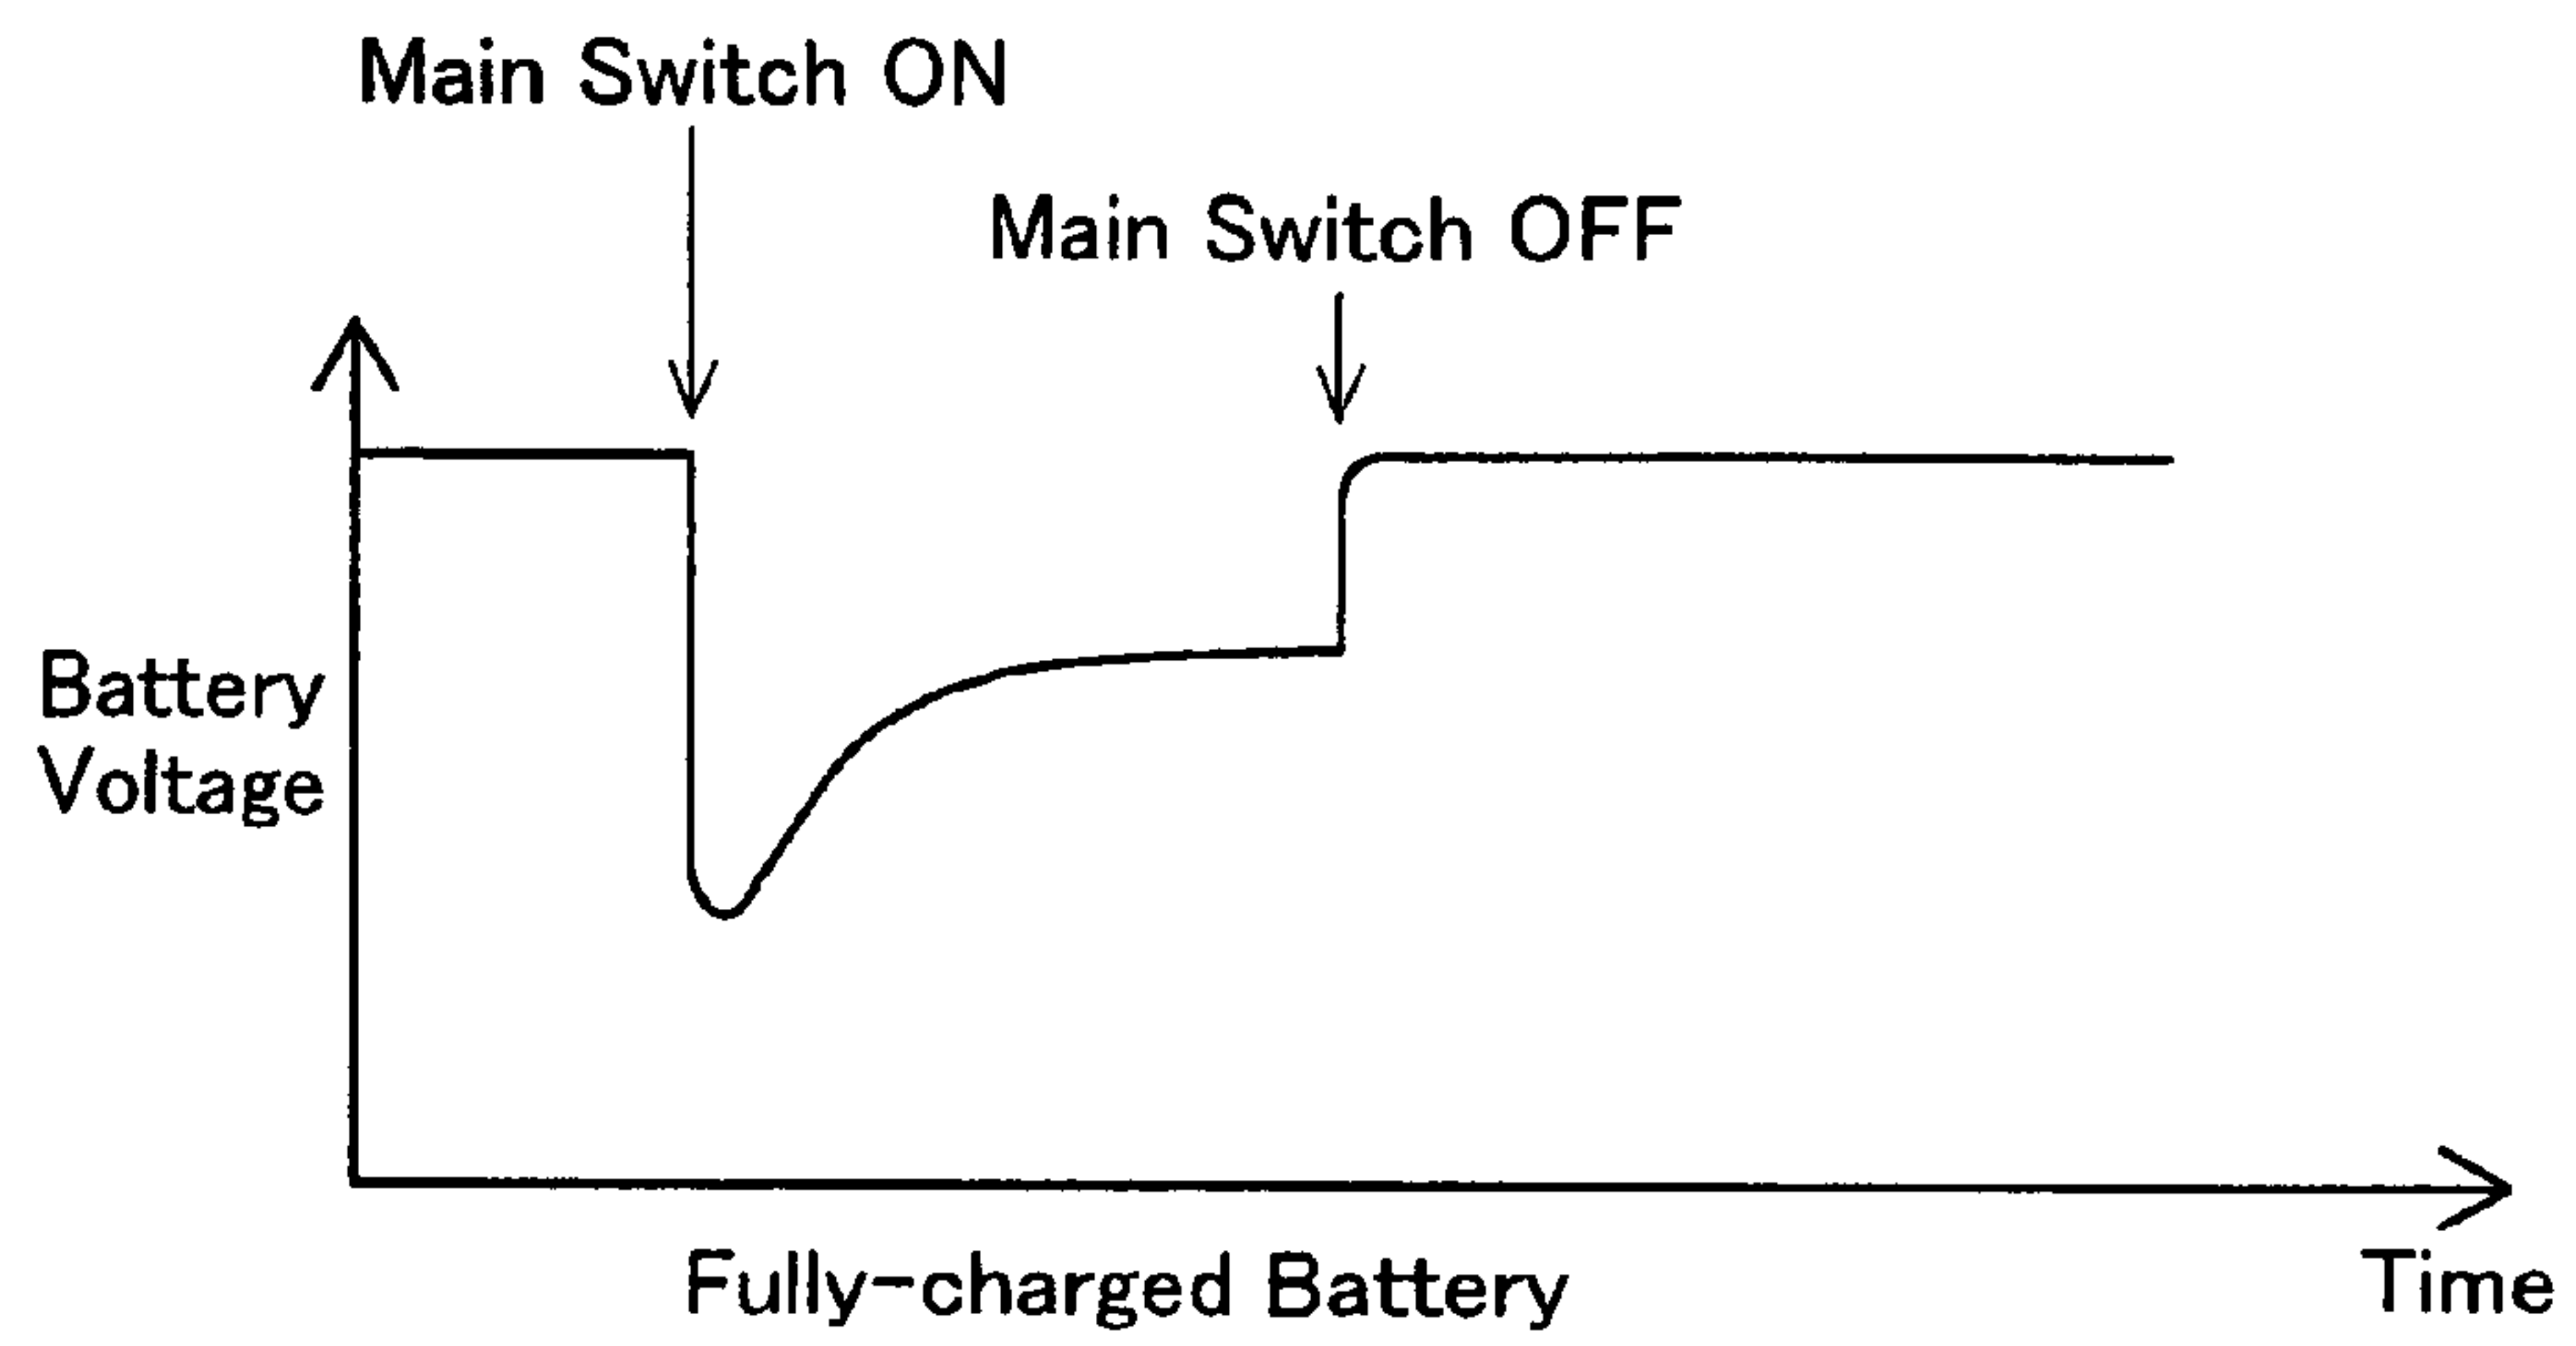 Main Switch ON
Main Switch OFF
Battery
Voltage
Fully-charged Battery
Time